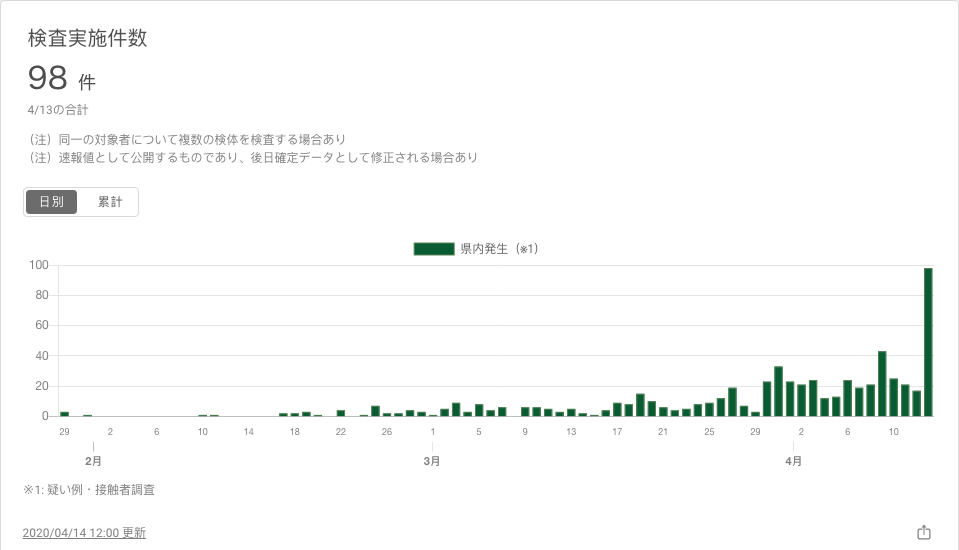 検査実施件数
98 件
4/13の合計
（注）同一の対象者について複数の検体を検査する場合あり
（注）速報値として公開するものであり、後日確定データとして修正される場合あり
日別 累計
県内発生（※1）
100
80
60
40
20
0
29 2 6 10 14 18 22 26 1 5 9 13 17 21 25 29 2 6 10
2月 3月 4月
※1: 疑い例・接触者調査
2020/04/14 12:00 更新